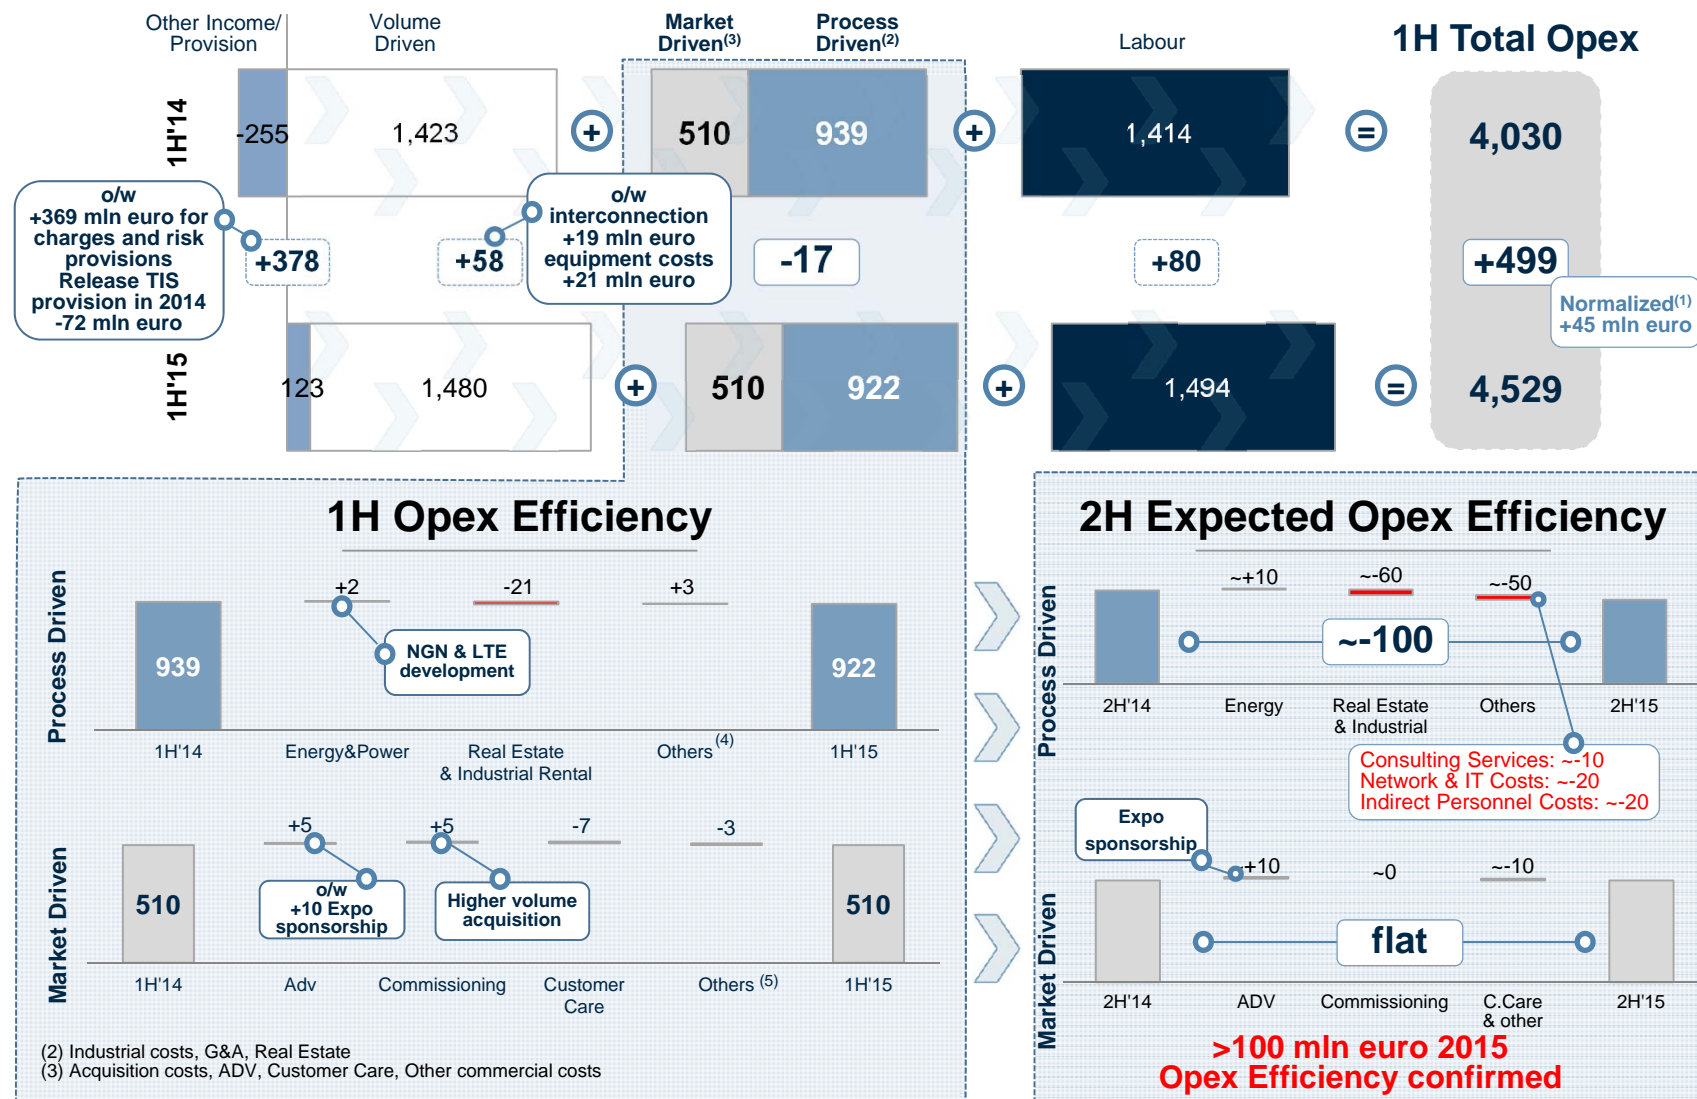 Other Income/
Provision
Volume
Driven
Market
Driven(3)
Process
Driven(2)
Labour
1H Total Opex
1H'14
-255
1,423
+
510
939
+
1,414
=
4,030
o/w
+369 mln euro for
charges and risk
provisions
Release TIS
provision in 2014
-72 mln euro
+378
+58
o/w
interconnection
+19 mln euro
equipment costs
+21 mln euro
-17
+80
+499
Normalized(1)
+45 mln euro
1H'15
123
1,480
+
510
922
+
1,494
=
4,529
1H Opex Efficiency
Process Driven
939
+2
-21
+3
922
NGN & LTE
development
1H'14
Energy&Power
Real Estate
& Industrial Rental
Others (4)
1H'15
Market Driven
510
+5
+5
-7
-3
510
o/w
+10 Expo
sponsorship
Higher volume
acquisition
1H'14
Adv
Commissioning
Customer
Care
Others (5)
1H'15
(2) Industrial costs, G&A, Real Estate
(3) Acquisition costs, ADV, Customer Care, Other commercial costs
2H Expected Opex Efficiency
Process Driven
~+10
~-60
~-50
~-100
2H'14
Energy
Real Estate
& Industrial
Others
2H'15
Consulting Services: ~-10
Network & IT Costs: ~-20
Indirect Personnel Costs: ~-20
Market Driven
Expo
sponsorship
+10
~0
~-10
flat
2H'14
ADV
Commissioning
C.Care
& other
2H'15
>100 mln euro 2015
Opex Efficiency confirmed